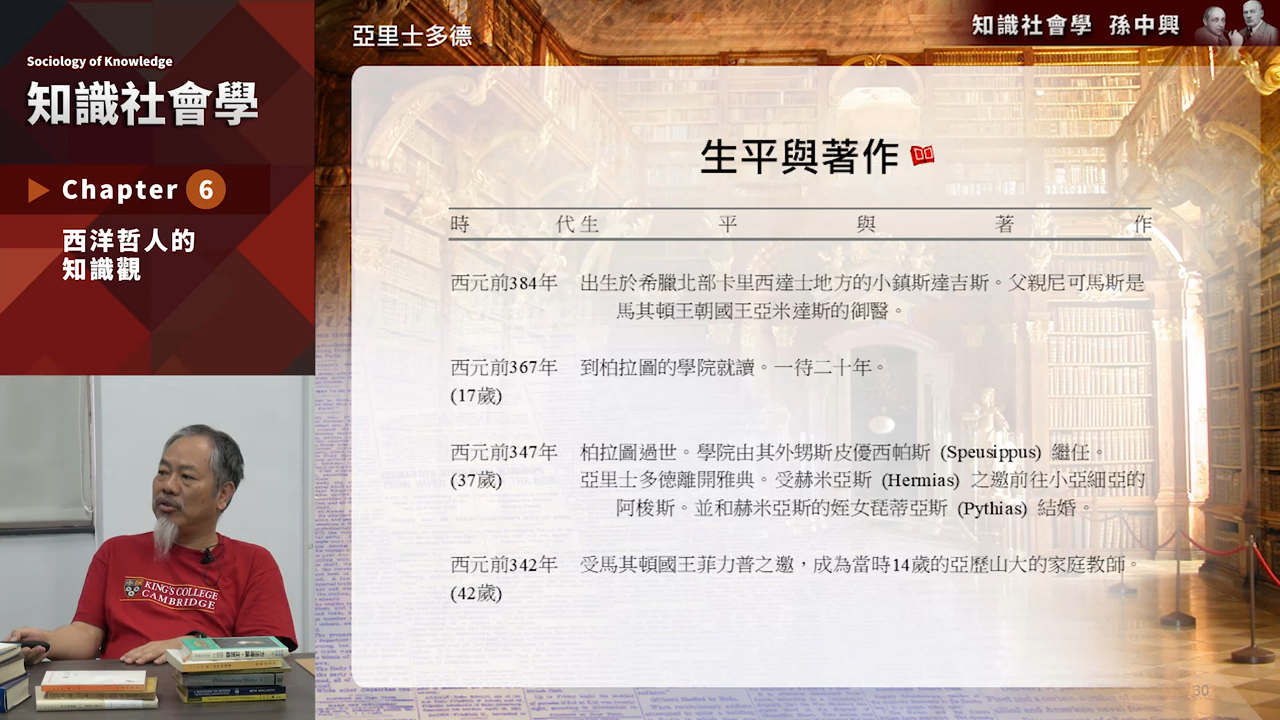 Sociology of Knowledge
知識社會學
Chapter 6
西洋哲人的
知識觀
亞里士多德
知識社會學 孫中興
生平與著作
時代 生平與著作
西元前384年 出生於希臘北部卡里西達士地方的小鎮斯達吉斯。父親尼可馬斯是
馬其頓王朝國王亞米達斯的御醫。
西元前367年 到柏拉圖的學院就讀。一待二十年。
(17歲)
西元前347年 柏拉圖過世。學院由其外甥斯皮優西帕斯 (Speusippus) 繼任。
(37歲) 亞里士多德離開雅典。受赫米亞斯 (Hermias) 之邀前往小亞細亞的
阿梭斯。並和赫米亞斯的姪女琵蒂亞斯 (Pythias) 結婚。
西元前342年 受馬其頓國王菲力普之邀，成為當時14歲的亞歷山大的家庭教師。
(42歲)
30
KING'S COLLEGE
CAMBRIDGE